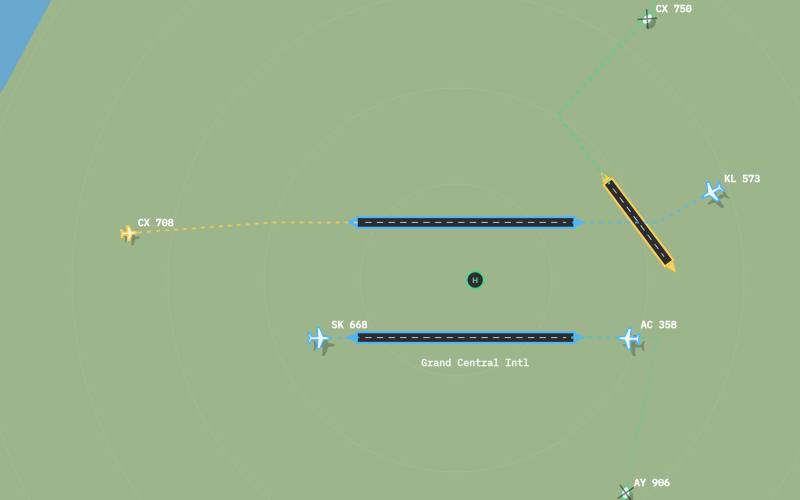 CX 750
KL 573
CX 708
H
SK 668
AC 358
Grand Central Intl
AY 906